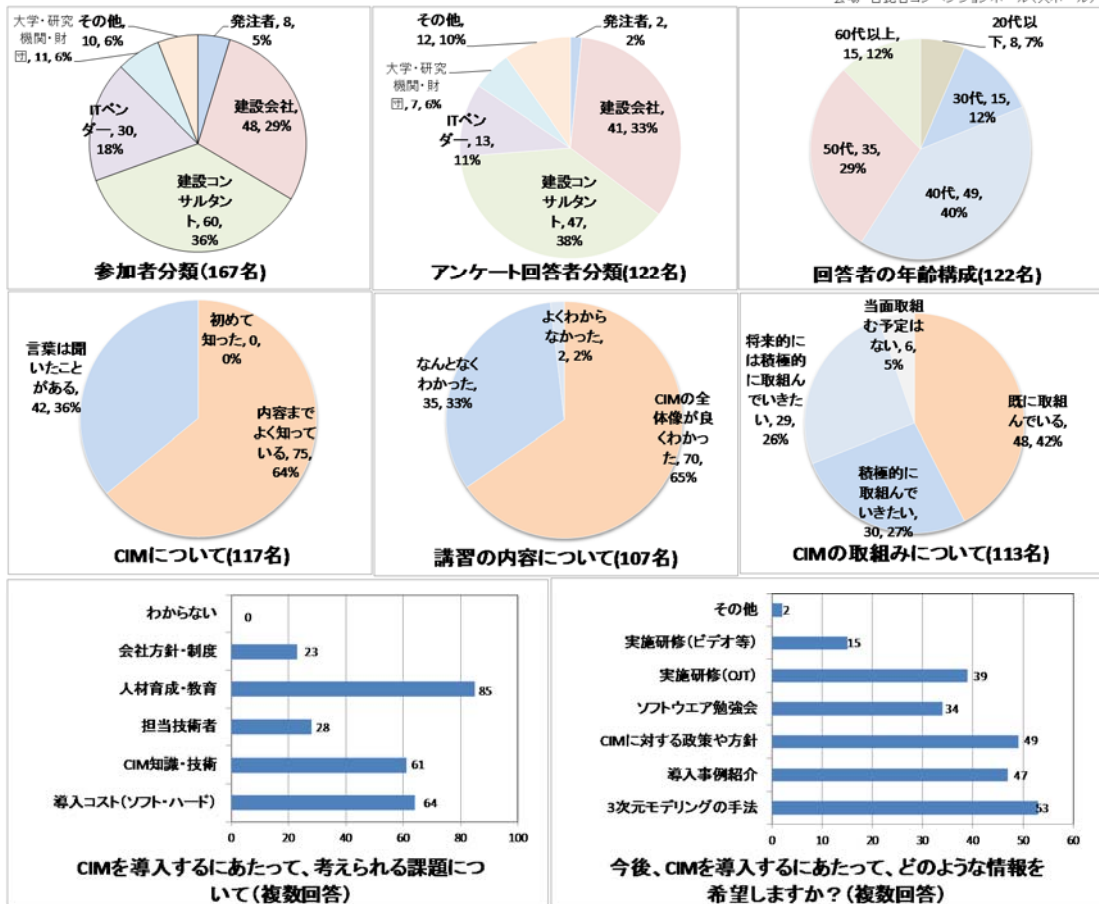 大学・研究
機関・財
団, 11, 6%
その他,
10, 6%
発注者, 8,
5%
建設会社,
48, 29%
ITベン
ダー, 30,
18%
建設コン
サルタン
ト, 60,
36%
参加者分類(167名)
その他,
12, 10%
発注者, 2,
2%
大学・研究
機関・財
団, 7, 6%
建設会社,
41, 33%
ITベン
ダー, 13,
11%
建設コン
サルタン
ト, 47,
38%
アンケート回答者分類(122名)
60代以上,
15, 12%
20代以
下, 8, 7%
30代, 15,
12%
50代, 35,
29%
40代, 49,
40%
回答者の年齢構成(122名)
初めて
知った, 0,
0%
言葉は聞
いたこと
がある,
42, 36%
内容まで
よく知って
いる, 75,
64%
CIMについて(117名)
よくわから
なかった,
2, 2%
なんとなく
わかった,
35, 33%
CIMの全
体像が良
くわかっ
た, 70,
65%
講習の内容について(107名)
当面取組
む予定は
ない, 6,
5%
将来的に
は積極的
に取組ん
でいきた
い, 29,
26%
既に取組
んでいる,
48, 42%
積極的に
取組んで
いきたい,
30, 27%
CIMの取組みについて(113名)
わからない 0
会社方針・制度 23
人材育成・教育 85
担当技術者 28
CIM知識・技術 61
導入コスト(ソフト・ハード) 64
0 20 40 60 80 100
CIMを導入するにあたって、考えられる課題につ
いて(複数回答)
その他 2
実施研修(ビデオ等) 15
実施研修(OJT) 39
ソフトウエア勉強会 34
CIMに対する政策や方針 49
導入事例紹介 47
3次元モデリングの手法 53
0 10 20 30 40 50 60
今後、CIMを導入するにあたって、どのような情報を
希望しますか?(複数回答)